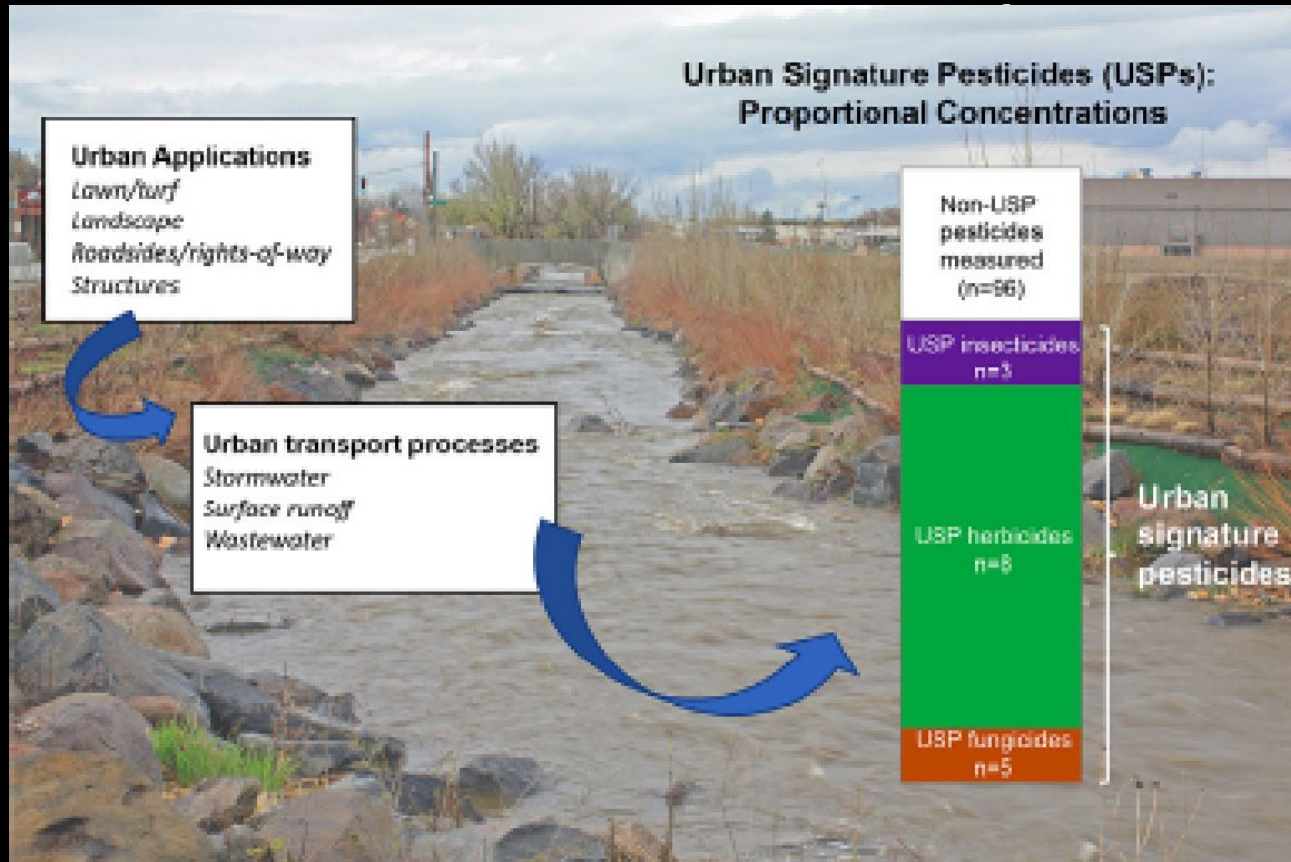 Urban Signature Pesticides (USPs):
Proportional Concentrations
Urban Applications
Lawn/turf
Landscape
Roadsides/rights-of-way
Structures
Urban transport processes
Stormwater
Surface runoff
Wastewater
Non-USP
pesticides
measured
(n=96)
USP insecticides
n=3
USP herbicides
n=8
USP fungicides
n=5
Urban
signature
pesticides